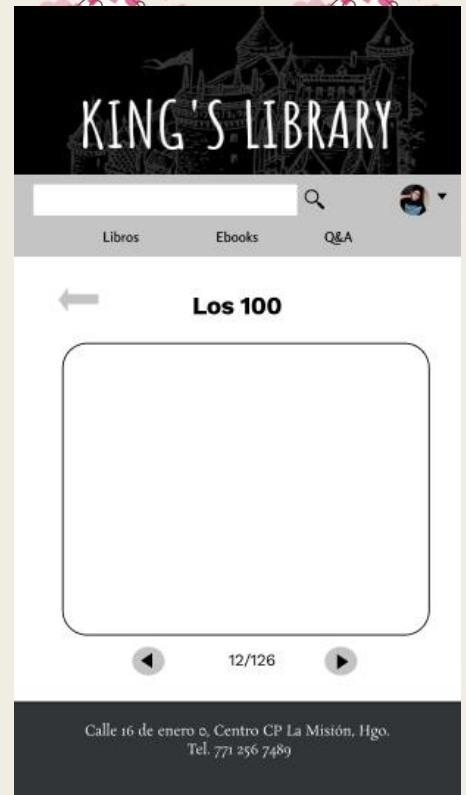 KING'S LIBRARY
Libros Ebooks Q&A
Los 100
12/126
Calle 16 de enero 0, Centro CP La Misión, Hgo.
Tel. 771 256 7489